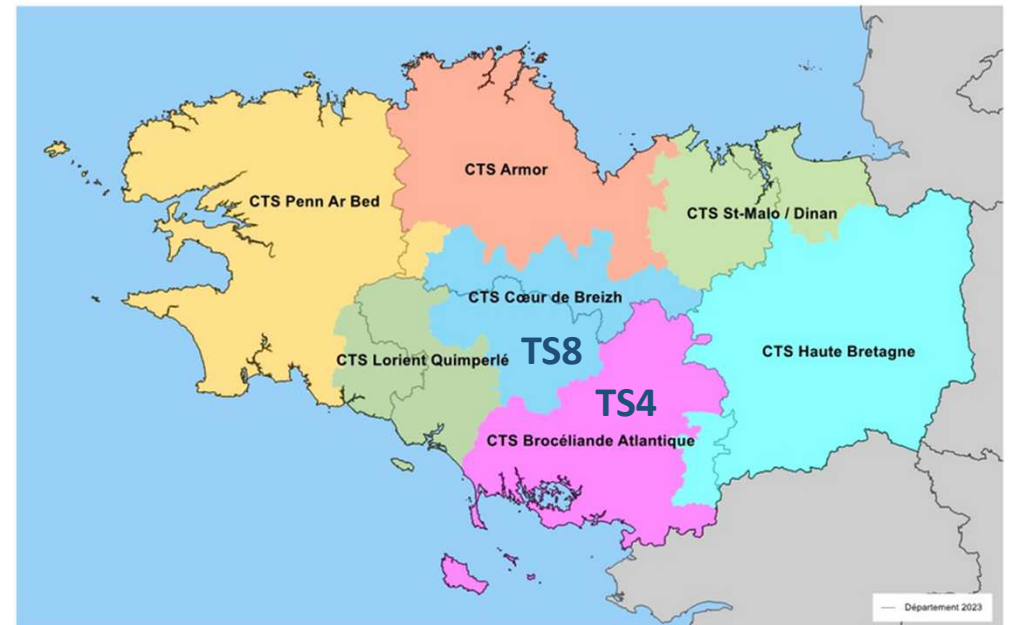 CTS Armor
CTS Penn Ar Bed
CTS St-Malo / Dinan
CTS Cœur de Breizh
TS8
CTS Lorient Quimperlé
CTS Haute Bretagne
TS4
CTS Brocéliande Atlantique
Département 2023